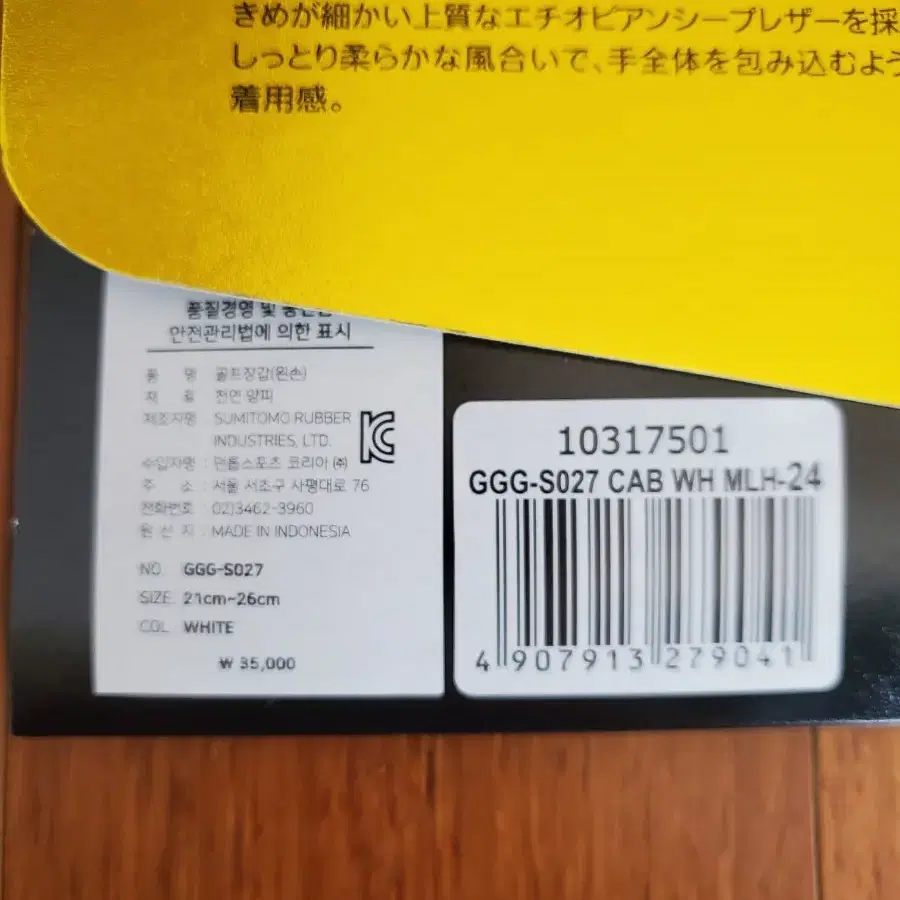 きめが細かい上質なエチオピアンシープレザーを採
しっとり柔らかな風合いで、手全体を包み込むよう
着用感。
품질경영 및
안전관리법에 의한 표시
품 명 : 골프장갑(왼손)
재 료 : 천연 양피
제조자명 : SUMITOMO RUBBER
INDUSTRIES, LTD.
수입자명 : 던롭스포츠 코리아 ㈜
주 소 : 서울 서초구 사평대로 76
전화번호 : 02)3462-3960
원 산 지 : MADE IN INDONESIA
NO. GGG-S027
SIZE. 21cm~26cm
COL. WHITE
₩ 35,000
10317501
GGG-S027 CAB WH MLH-24
4 907913 279041